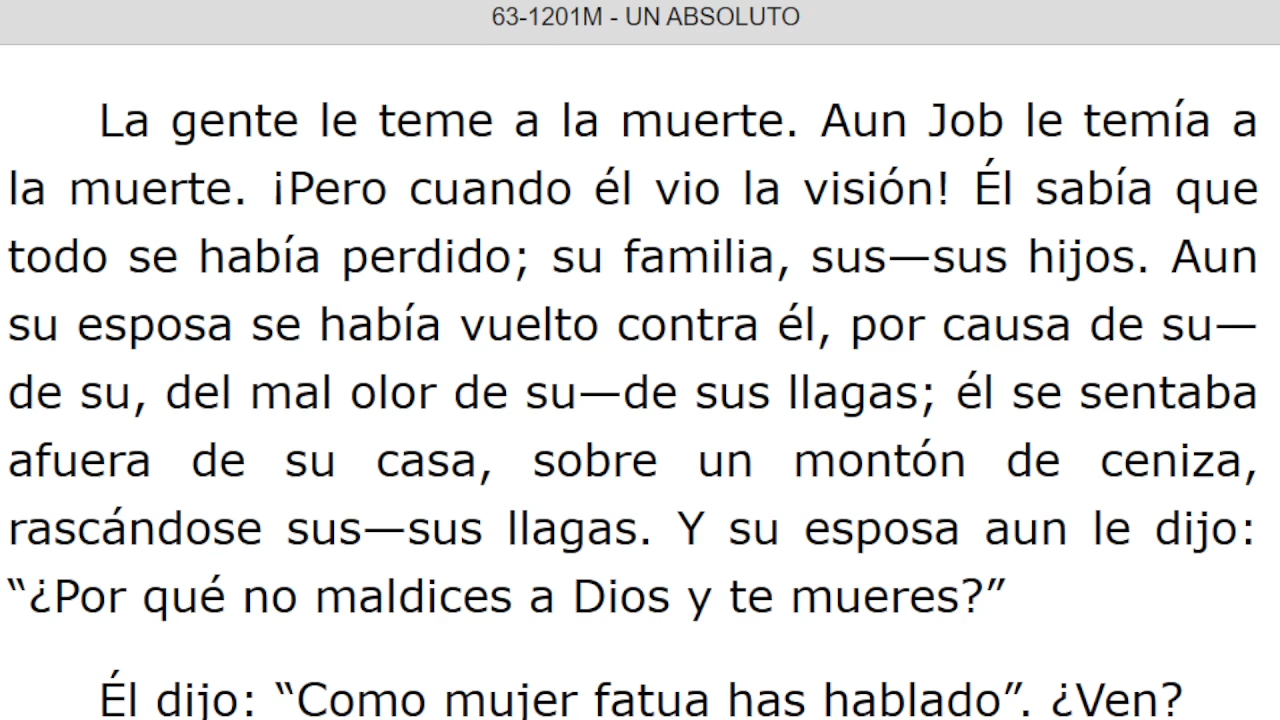 63-1201M - UN ABSOLUTO
La gente le teme a la muerte. Aun Job le temía a
la muerte. ¡Pero cuando él vio la visión! Él sabía que
todo se había perdido; su familia, sus—sus hijos. Aun
su esposa se había vuelto contra él, por causa de su—
de su, del mal olor de su—de sus llagas; él se sentaba
afuera de su casa, sobre un montón de ceniza,
rascándose sus—sus llagas. Y su esposa aun le dijo:
“¿Por qué no maldices a Dios y te mueres?”
Él dijo: “Como mujer fatua has hablado”. ¿Ven?